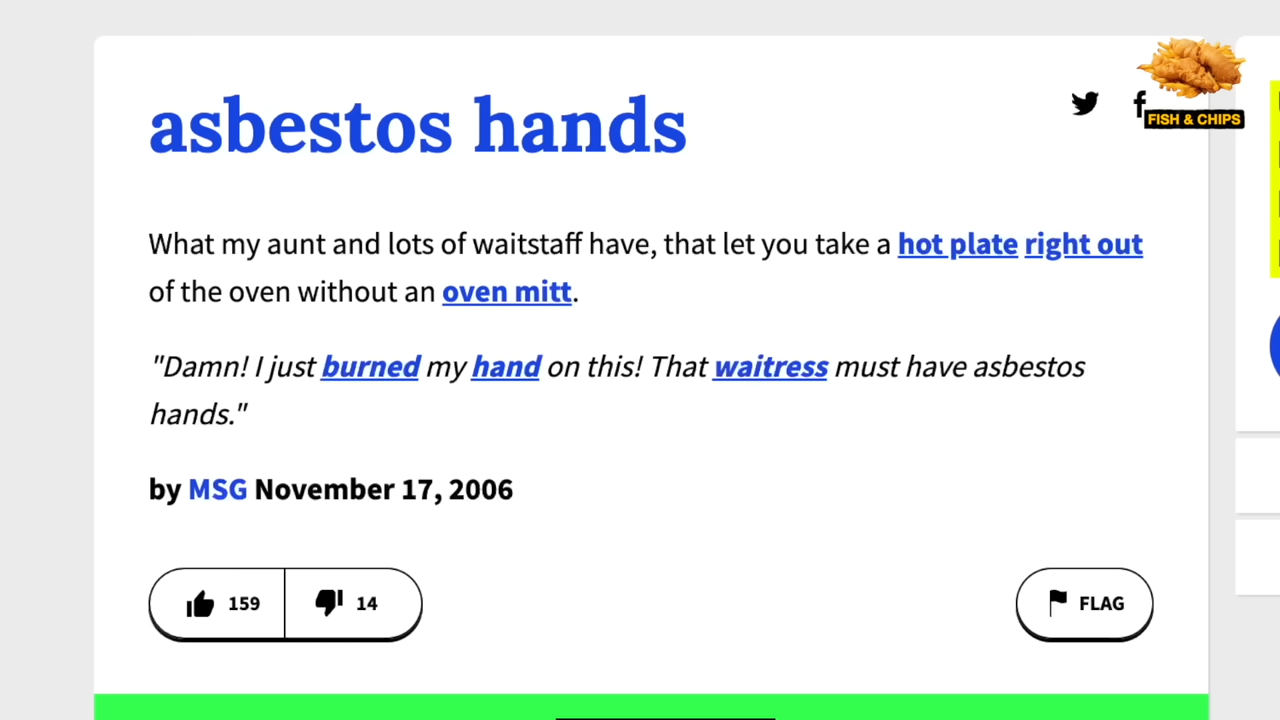 asbestos hands
FISH & CHIPS
What my aunt and lots of waitstaff have, that let you take a hot plate right out
of the oven without an oven mitt.
"Damn! I just burned my hand on this! That waitress must have asbestos
hands."
by MSG November 17, 2006
159 14 FLAG